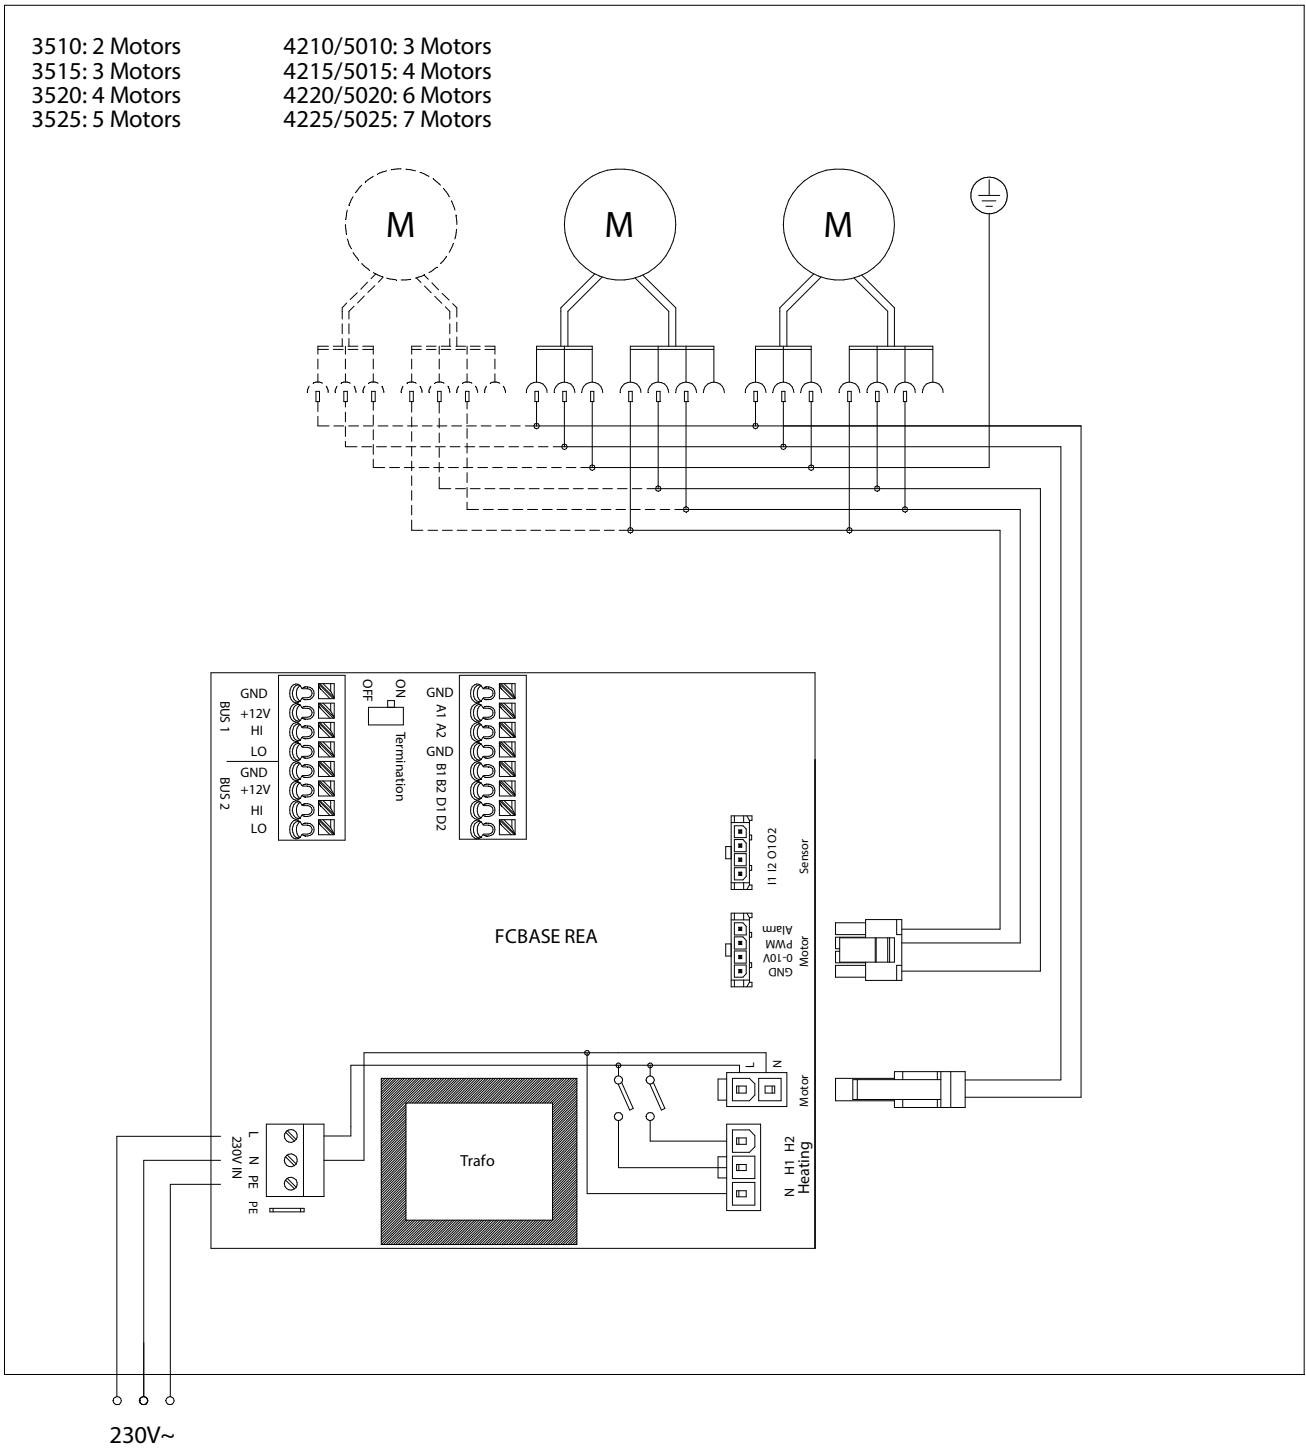 3510: 2 Motors
3515: 3 Motors
3520: 4 Motors
3525: 5 Motors
4210/5010: 3 Motors
4215/5015: 4 Motors
4220/5020: 6 Motors
4225/5025: 7 Motors
M
M
M
BUS 1
GND
+12V
HI
LO
BUS 2
GND
+12V
HI
LO
OFF
ON
Termination
GND
A1 A2
GND
B1 B2 D1 D2
I1 I2 O1O2
Sensor
FCBASE REA
Alarm
PWM
0-10V
GND
Motor
L
N
Motor
230V IN
L
N
PE
PE
Trafo
N H1 H2
Heating
230V~